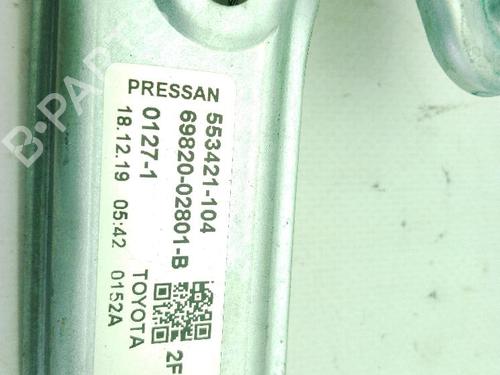 PRESSAN
553421-104
69820-02801-B
0127-1
18.12.19 05:42
TOYOTA
0152A
2F
B-PARTS